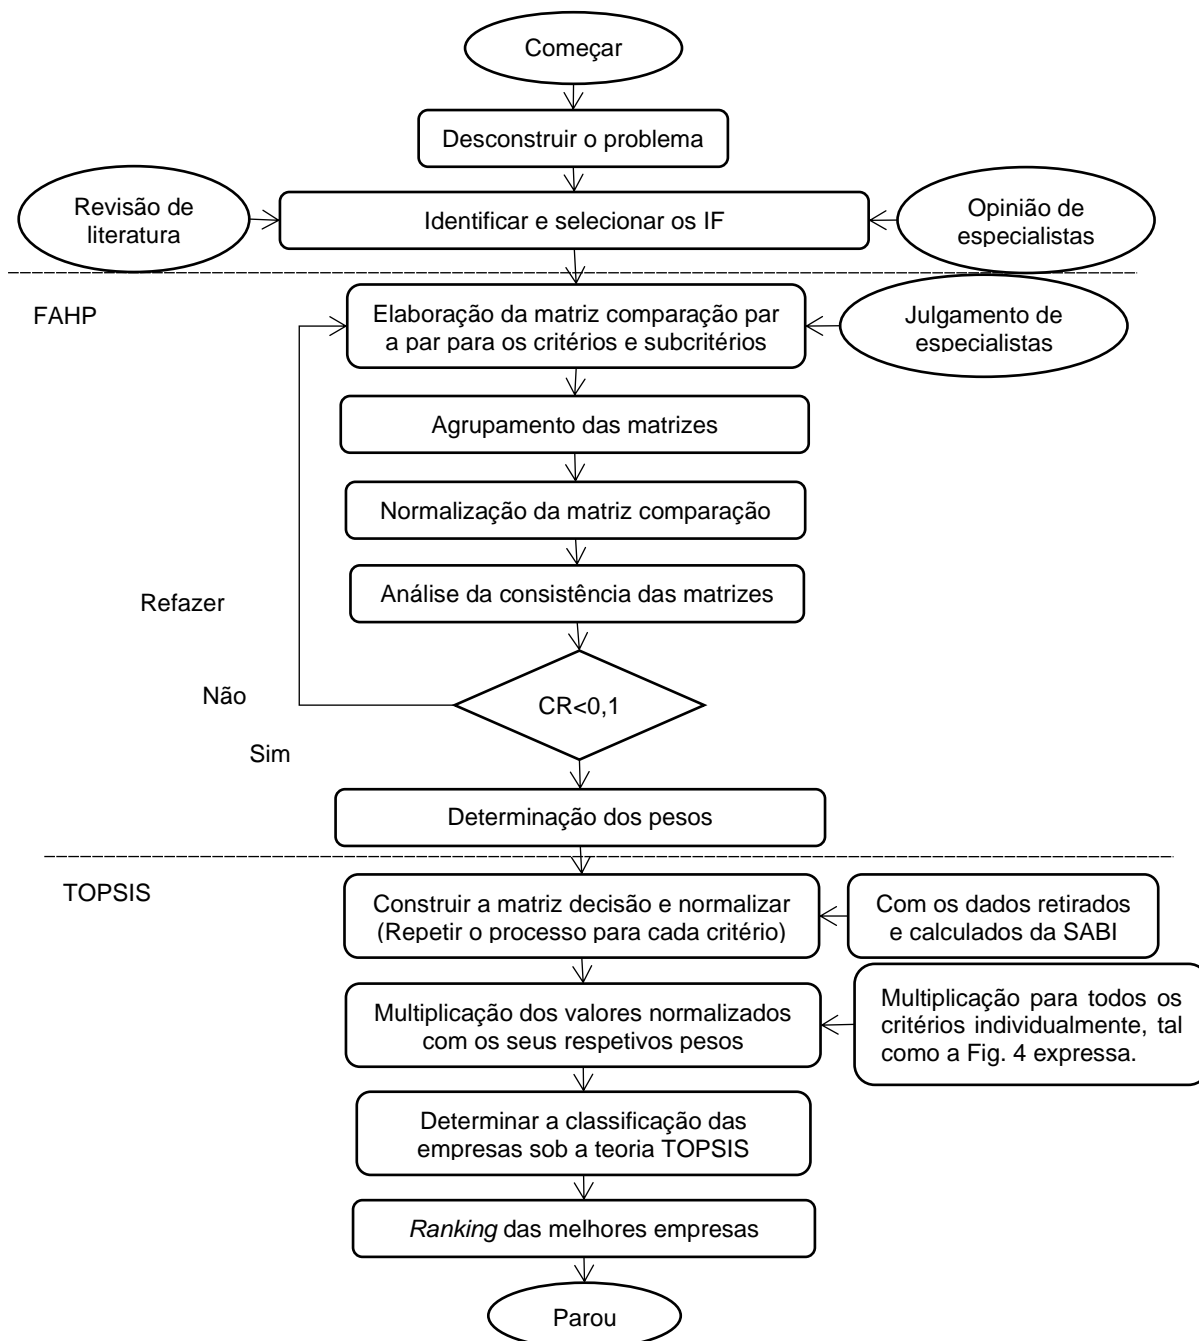 Começar
Desconstruir o problema
Revisão de
literatura
Identificar e selecionar os IF
Opinião de
especialistas
FAHP
Elaboração da matriz comparação par
a par para os critérios e subcritérios
Julgamento de
especialistas
Agrupamento das matrizes
Normalização da matriz comparação
Análise da consistência das matrizes
Refazer
Não
CR<0,1
Sim
Determinação dos pesos
TOPSIS
Construir a matriz decisão e normalizar
(Repetir o processo para cada critério)
Com os dados retirados
e calculados da SABI
Multiplicação dos valores normalizados
com os seus respetivos pesos
Multiplicação para todos os
critérios individualmente, tal
como a Fig. 4 expressa.
Determinar a classificação das
empresas sob a teoria TOPSIS
Ranking das melhores empresas
Parou